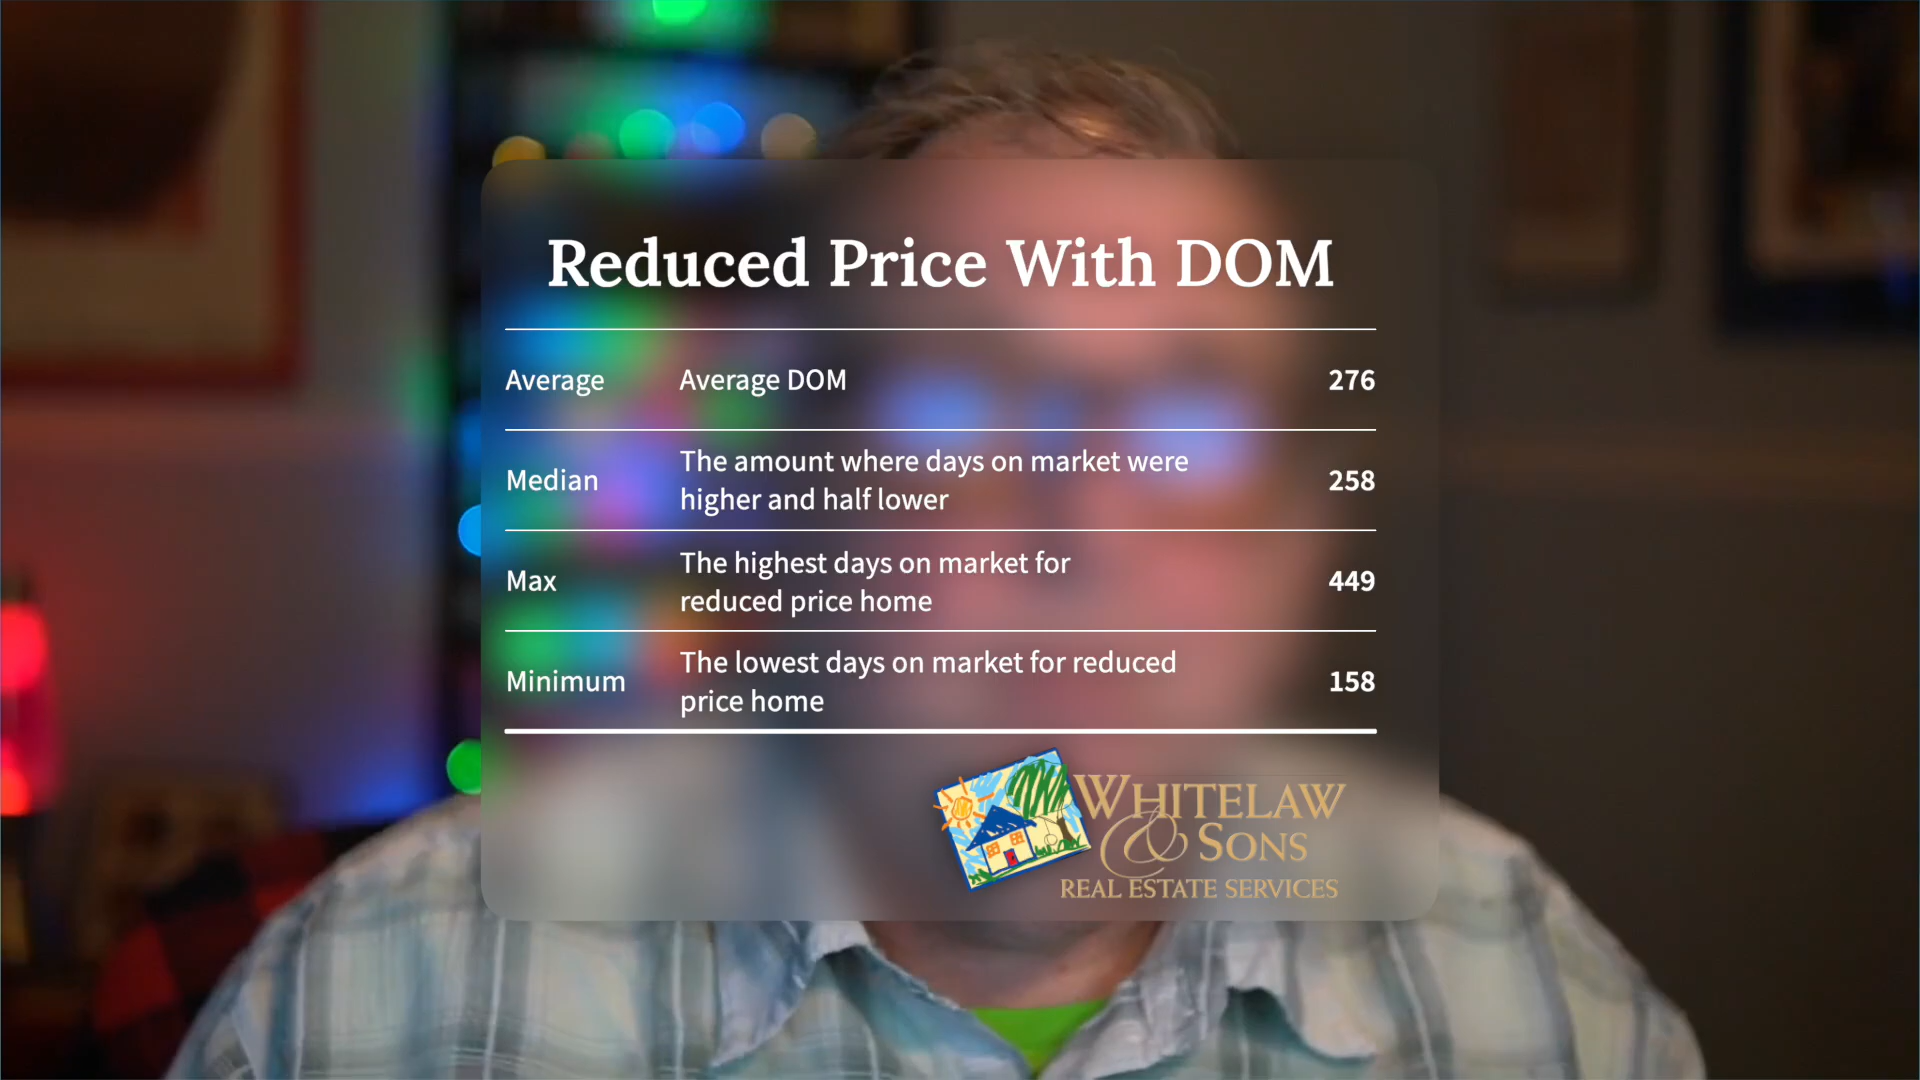 Reduced Price With DOM
Average Average DOM 276
Median The amount where days on market were higher and half lower 258
Max The highest days on market for reduced price home 449
Minimum The lowest days on market for reduced price home 158
WHITELAW
& SONS
REAL ESTATE SERVICES